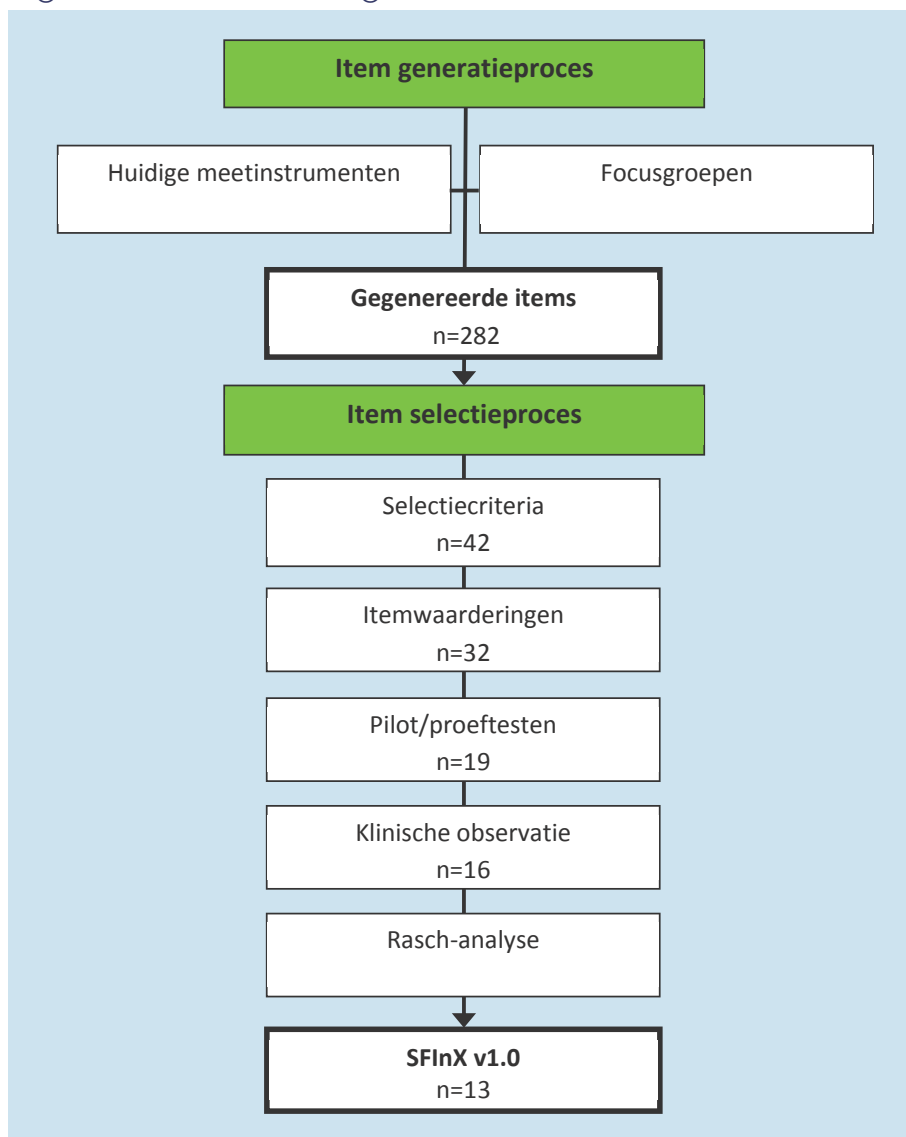 Item generatieproces
Huidige meetinstrumenten
Focusgroepen
Gegenereerde items
n=282
Item selectieproces
Selectiecriteria
n=42
Itemwaarderingen
n=32
Pilot/proeftesten
n=19
Klinische observatie
n=16
Rasch-analyse
SFInX v1.0
n=13